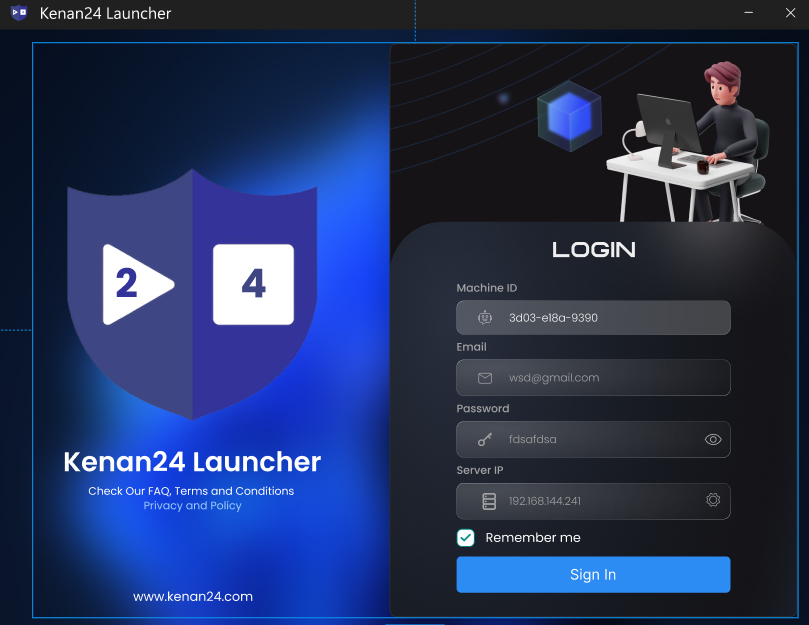 Kenan24 Launcher
2 4
Kenan24 Launcher
Check Our FAQ, Terms and Conditions
Privacy and Policy
www.kenan24.com
LOGIN
Machine ID
3d03-e18a-9390
Email
wsd@gmail.com
Password
fdsafdsa
Server IP
192.168.144.241
Remember me
Sign In